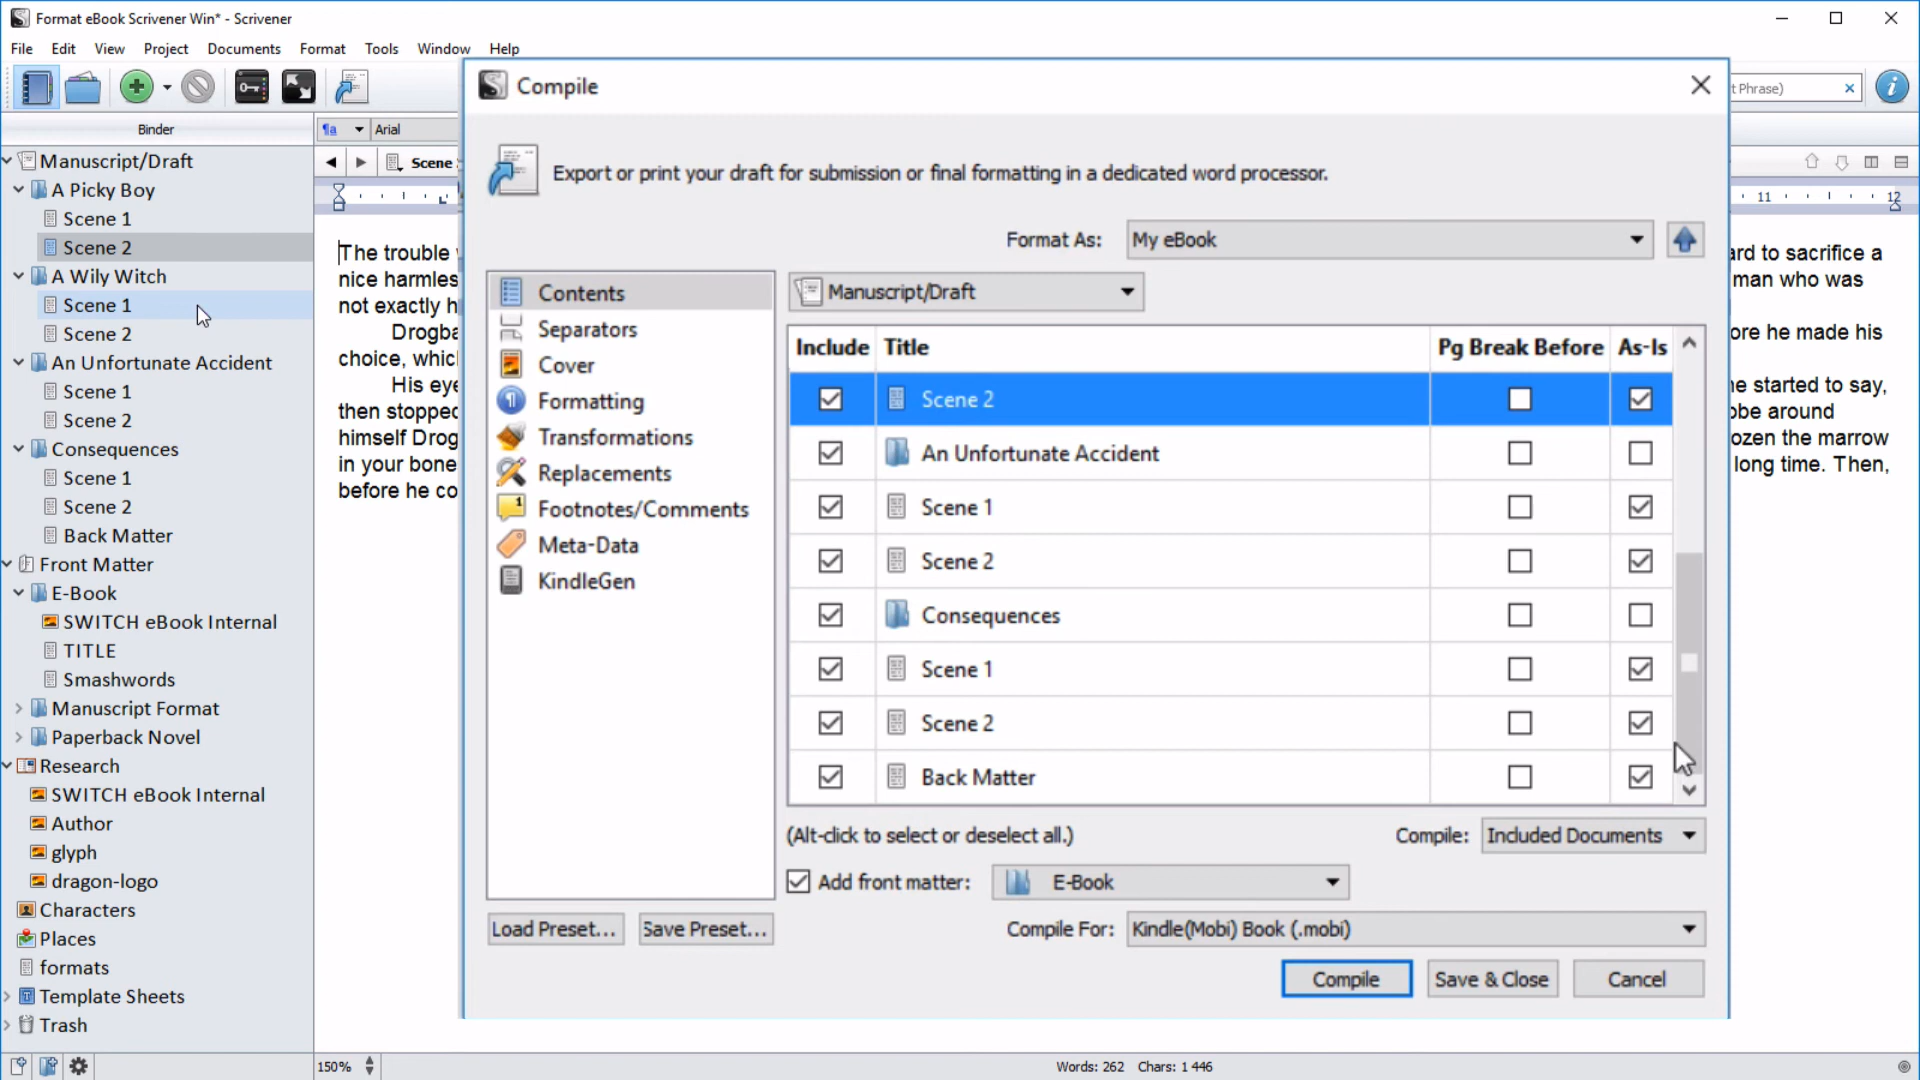 Format eBook Scrivener Win* - Scrivener
File Edit View Project Documents Format Tools Window Help
Binder
Manuscript/Draft
A Picky Boy
Scene 1
Scene 2
A Wily Witch
Scene 1
Scene 2
An Unfortunate Accident
Scene 1
Scene 2
Consequences
Scene 1
Scene 2
Back Matter
Front Matter
E-Book
SWITCH eBook Internal
TITLE
Smashwords
Manuscript Format
Paperback Novel
Research
SWITCH eBook Internal
Author
glyph
dragon-logo
Characters
Places
formats
Template Sheets
Trash
¶a Arial
Scene
t Phrase)
11 12
The trouble
nice harmles
not exactly h
Drogba
choice, whic
His eye
then stopped
himself Drog
in your bone
before he co
ard to sacrifice a
man who was
ore he made his
ne started to say,
obe around
ozen the marrow
long time. Then,
Compile
Export or print your draft for submission or final formatting in a dedicated word processor.
Format As: My eBook
Contents
Separators
Cover
Formatting
Transformations
Replacements
Footnotes/Comments
Meta-Data
KindleGen
Load Preset... Save Preset...
Manuscript/Draft
Include Title Pg Break Before As-Is
Scene 2
An Unfortunate Accident
Scene 1
Scene 2
Consequences
Scene 1
Scene 2
Back Matter
(Alt-click to select or deselect all.) Compile: Included Documents
Add front matter: E-Book
Compile For: Kindle(Mobi) Book (.mobi)
Compile Save & Close Cancel
150% Words: 262 Chars: 1 446